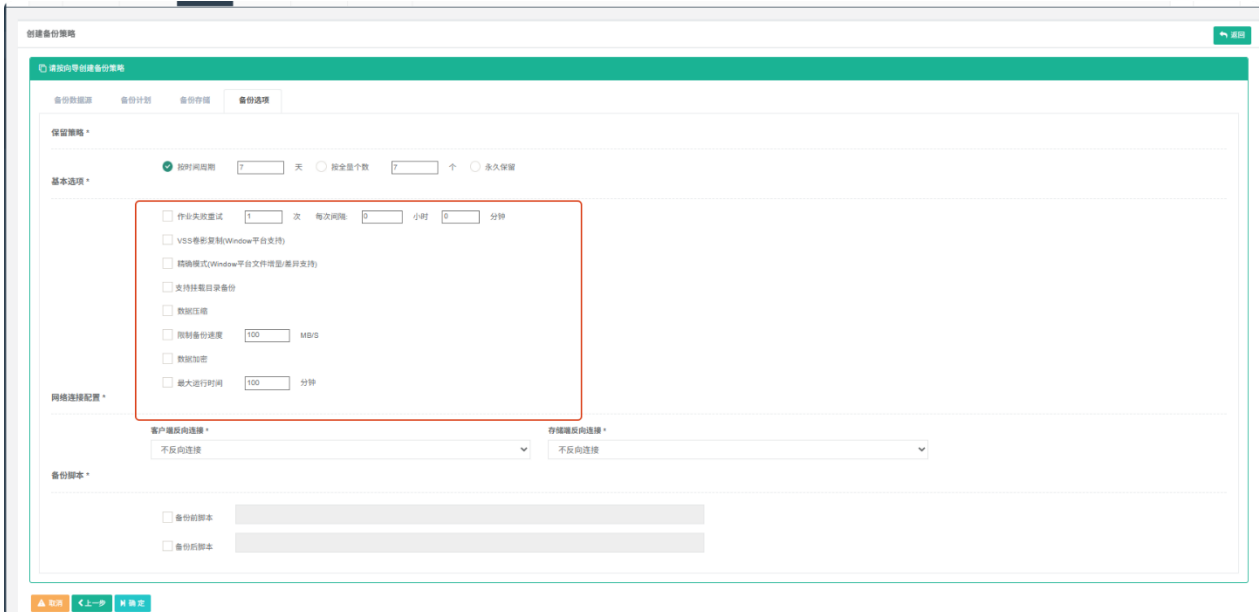 创建备份策略
返回
请按向导创建备份策略
备份数据源 备份计划 备份存储 备份选项
保留策略 *
按时间周期 7 天 按全量个数 7 个 永久保留
基本选项 *
作业失败重试 1 次 每次间隔: 0 小时 0 分钟
VSS卷影复制(Window平台支持)
精确模式(Window平台文件增量/差异支持)
支持挂载目录备份
数据压缩
限制备份速度 100 MB/S
数据加密
最大运行时间 100 分钟
网络连接配置 *
客户端反向连接 * 存储端反向连接 *
不反向连接 不反向连接
备份脚本 *
备份前脚本
备份后脚本
取消 上一步 确定